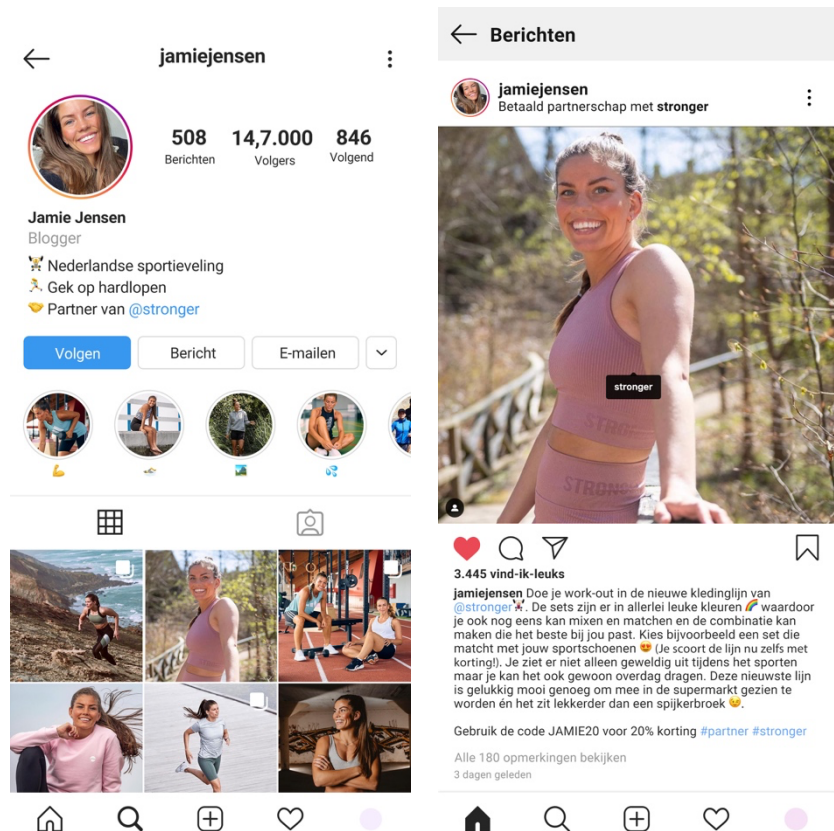 jamiejensen
508
14,7.000
846
Berichten
Volgers
Volgend
Jamie Jensen
Blogger
Nederlandse sportieveling
Gek op hardlopen
Partner van @stronger
Volgen
Bericht
E-mailen
Berichten
jamiejensen
Betaald partnerschap met stronger
stronger
STRONG
3.445 vind-ik-leuks
jamiejensen Doe je work-out in de nieuwe kledinglijn van
@stronger. De sets zijn er in allerlei leuke kleuren 🌈 waardoor
je ook nog eens kan mixen en matchen en de combinatie kan
maken die het beste bij jou past. Kies bijvoorbeeld een set die
matcht met jouw sportschoenen 😍 (Je scoort de lijn nu zelfs met
korting!). Je ziet er niet alleen geweldig uit tijdens het sporten
maar je kan het ook gewoon overdag dragen. Deze nieuwste lijn
is gelukkig mooi genoeg om mee in de supermarkt gezien te
worden én het zit lekkerder dan een spijkerbroek 😉.
Gebruik de code JAMIE20 voor 20% korting #partner #stronger
Alle 180 opmerkingen bekijken
3 dagen geleden